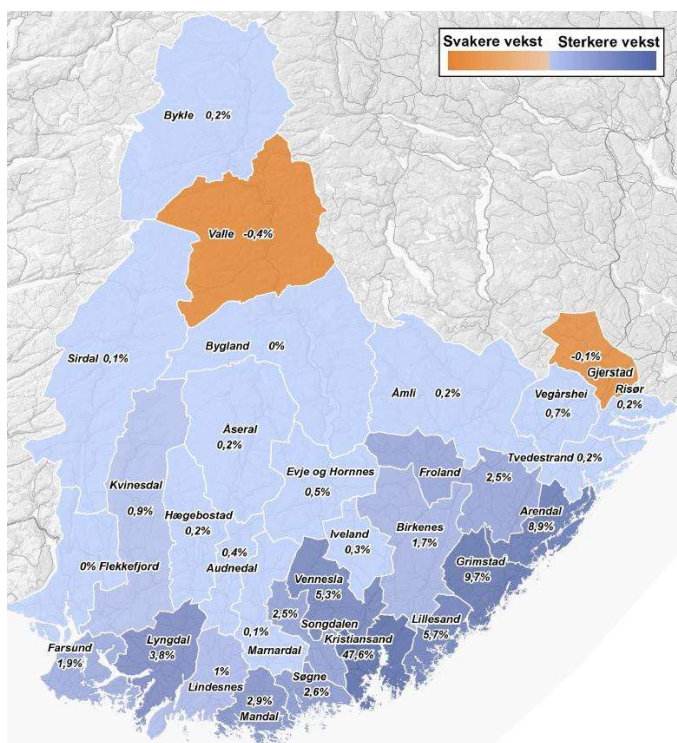 Svakere vekst Sterkere vekst
Bykle 0,2%
Valle -0,4%
Sirdal 0,1%
Bygland 0%
-0,1%
Gjerstad
Risør
0,2%
Åmli 0,2%
Vegårshei
0,7%
Åseral
0,2%
Tvedestrand 0,2%
Evje og Hornnes
0,5%
Froland 2,5%
Kvinesdal
0,9%
Hægebostad
0,2%
Arendal
8,9%
Birkenes
1,7%
Iveland
0,3%
0,4%
Audnedal
0% Flekkefjord
Grimstad
9,7%
Vennesla
5,3%
2,5%
Songdalen
Lillesand
5,7%
0,1%
Marnardal
Kristiansand
47,6%
Farsund
1,9%
Lyngdal
3,8%
1%
Lindesnes
Søgne
2,6%
2,9%
Mandal